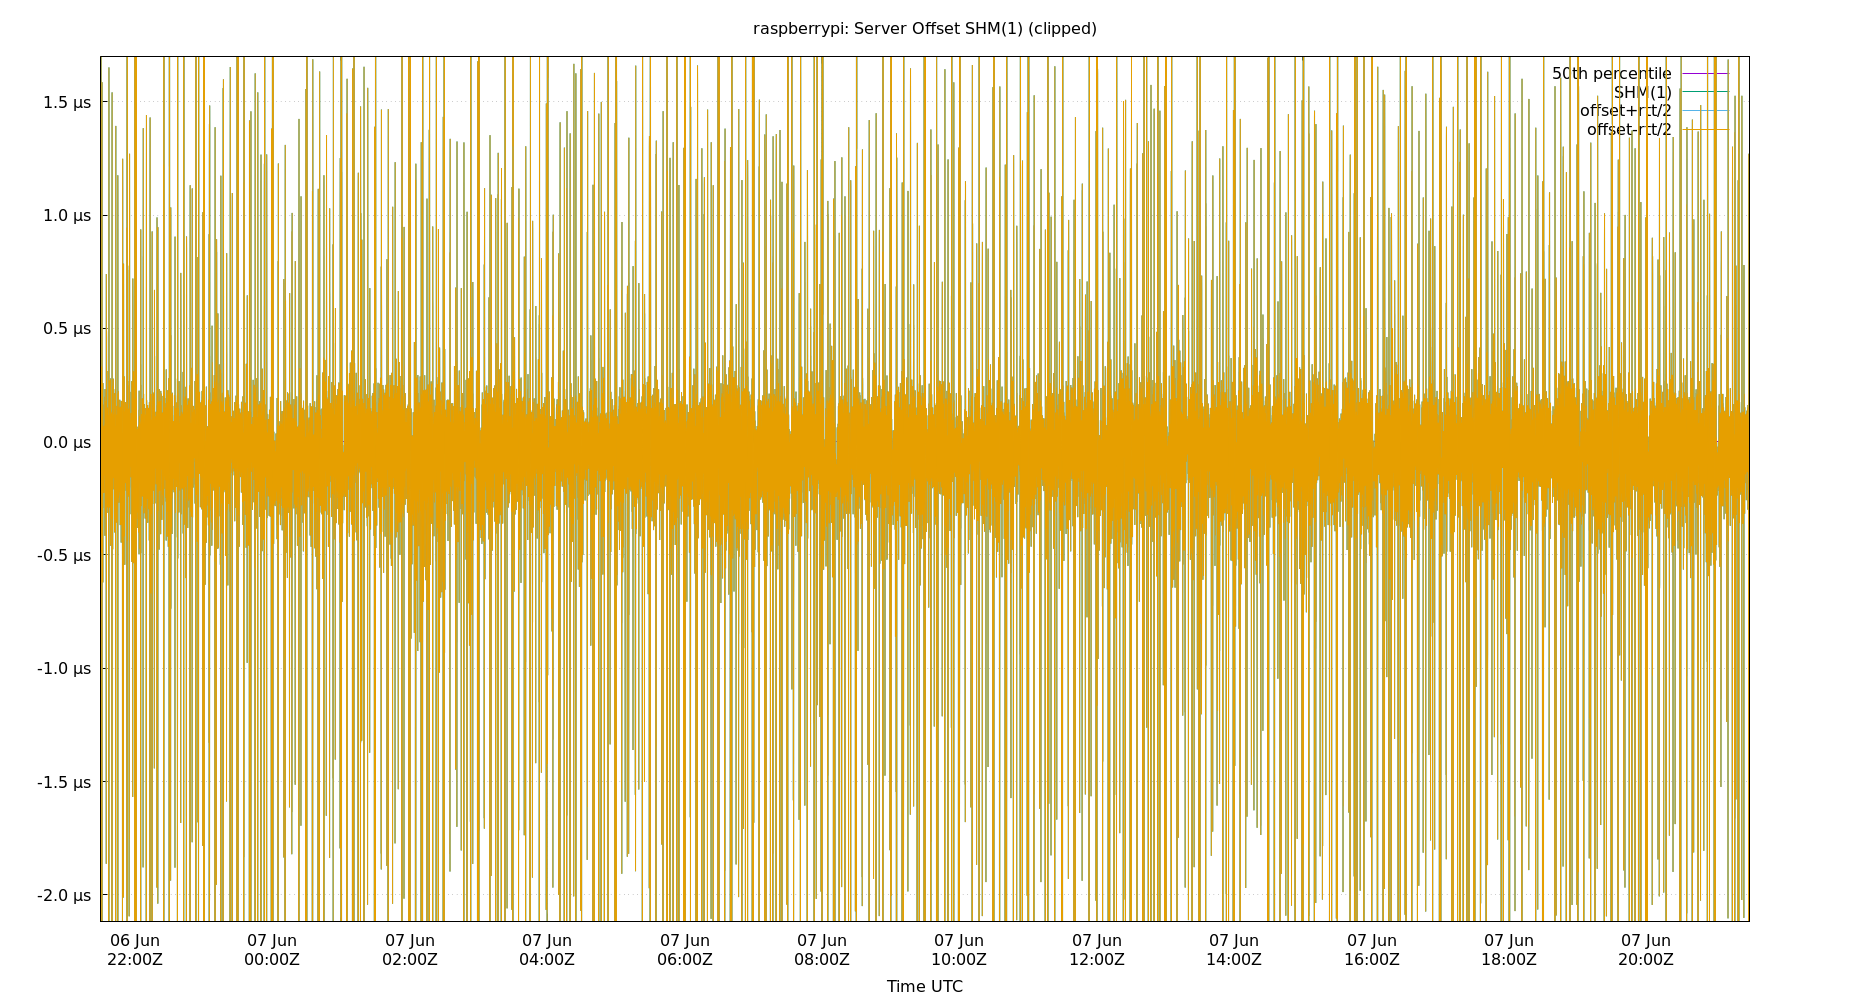 raspberrypi: Server Offset SHM(1) (clipped)
50th percentile
SHM(1)
offset+rtt/2
offset-rtt/2
1.5 µs
1.0 µs
0.5 µs
0.0 µs
-0.5 µs
-1.0 µs
-1.5 µs
-2.0 µs
06 Jun 07 Jun 07 Jun 07 Jun 07 Jun 07 Jun 07 Jun 07 Jun 07 Jun 07 Jun 07 Jun 07 Jun
22:00Z 00:00Z 02:00Z 04:00Z 06:00Z 08:00Z 10:00Z 12:00Z 14:00Z 16:00Z 18:00Z 20:00Z
Time UTC